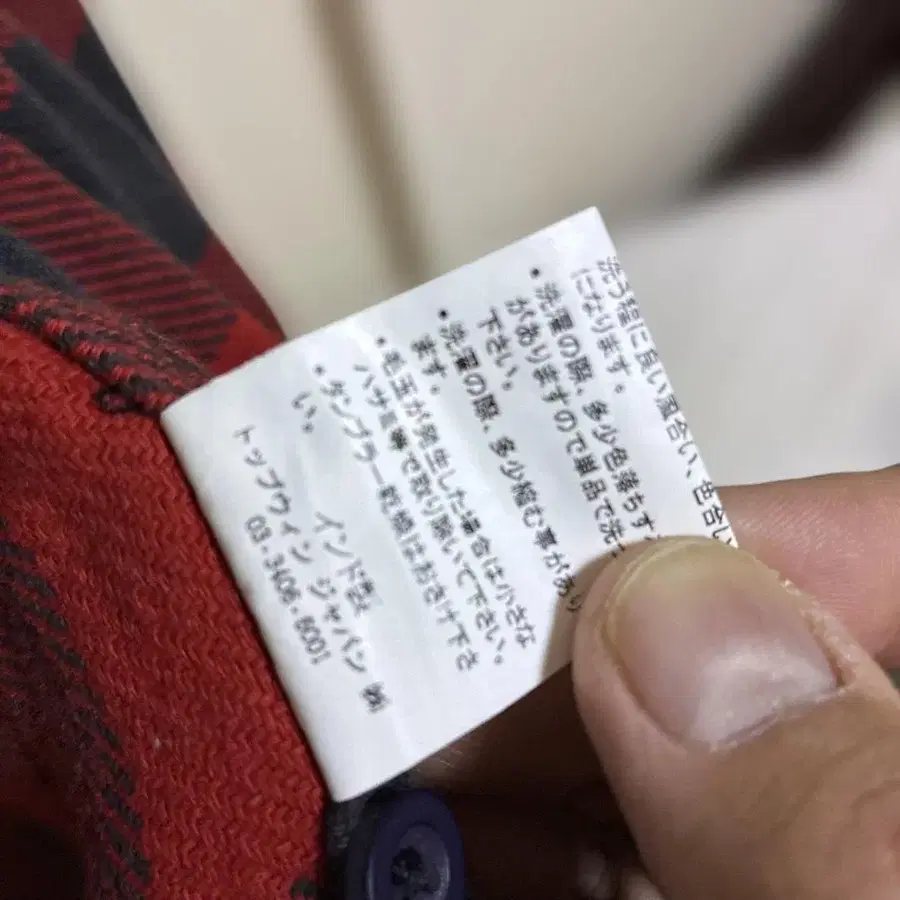 洗う程に良い風合い、色合い
になります。
・洗濯の際、多少色落ちす
がありますので単品で洗
下さい。
・洗濯の際、多少縮む事があり
ます。
・毛玉が発生した場合は小さな
ハサミ等で取り除いて下さい。
・タンブラー乾燥はおさけ下さ
い。
インド製
トップウイン ジャパン ㈱
03-3406-6001